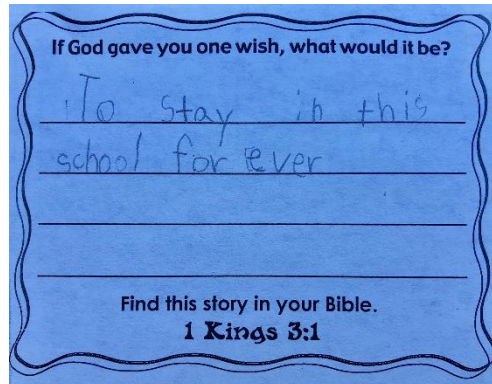 If God gave you one wish, what would it be?
To stay in this
school for ever
Find this story in your Bible.
1 Kings 3:1